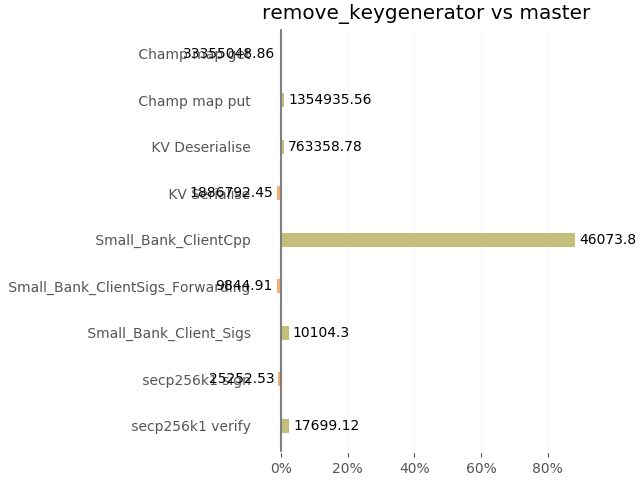 remove_keygenerator vs master
Champ map get 33355048.86
Champ map put 1354935.56
KV Deserialise 763358.78
KV Serialise 1886792.45
Small_Bank_ClientCpp 46073.8
Small_Bank_ClientSigs_Forwarding 9844.91
Small_Bank_Client_Sigs 10104.3
secp256k1 sign 25252.53
secp256k1 verify 17699.12
0% 20% 40% 60% 80%